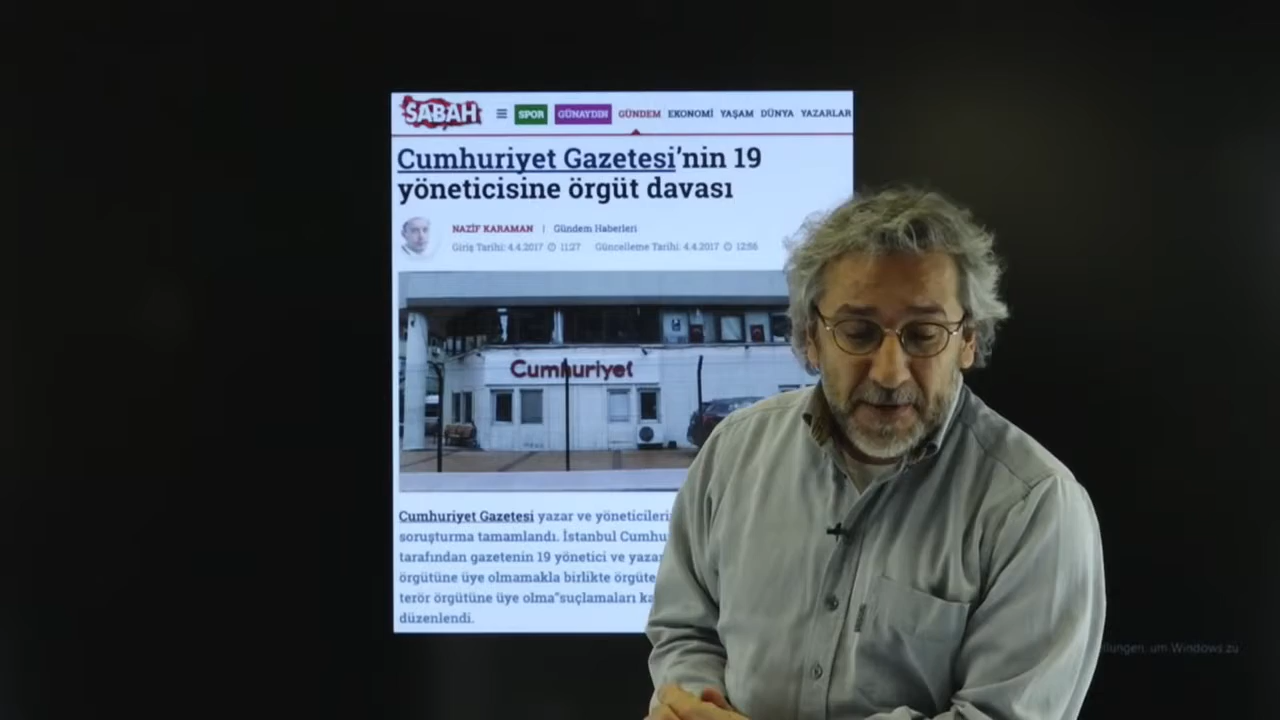 SABAH SPOR GÜNAYDIN GÜNDEM EKONOMİ YAŞAM DÜNYA YAZARLAR
Cumhuriyet Gazetesi'nin 19
yöneticisine örgüt davası
NAZİF KARAMAN | Gündem Haberleri
Giriş Tarihi: 4.4.2017 11:27 Güncelleme Tarihi: 4.4.2017 12:56
Cumhuriyet
Cumhuriyet Gazetesi yazar ve yöneticileri
soruşturma tamamlandı. İstanbul Cumhu
tarafından gazetenin 19 yönetici ve yazar
örgütüne üye olmamakla birlikte örgüte
terör örgütüne üye olma"suçlamaları ka
düzenlendi.
llungen, um Windows zu